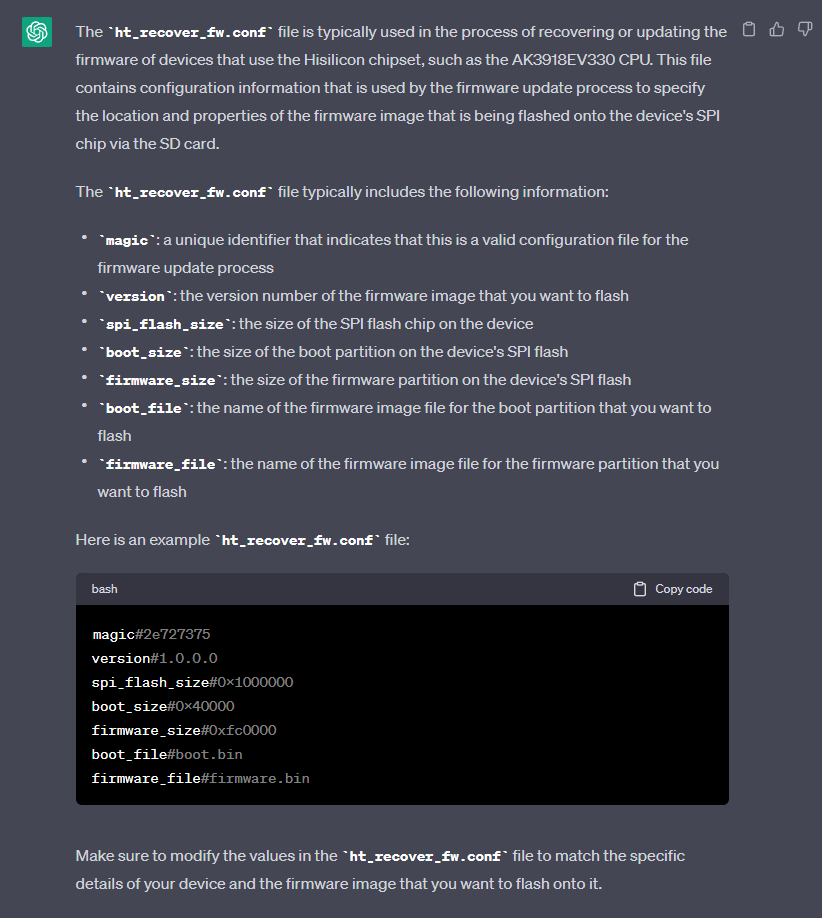 The `ht_recover_fw.conf` file is typically used in the process of recovering or updating the
firmware of devices that use the Hisilicon chipset, such as the AK3918EV330 CPU. This file
contains configuration information that is used by the firmware update process to specify
the location and properties of the firmware image that is being flashed onto the device's SPI
chip via the SD card.
The `ht_recover_fw.conf` file typically includes the following information:
• `magic`: a unique identifier that indicates that this is a valid configuration file for the
firmware update process
• `version`: the version number of the firmware image that you want to flash
• `spi_flash_size`: the size of the SPI flash chip on the device
• `boot_size`: the size of the boot partition on the device's SPI flash
• `firmware_size`: the size of the firmware partition on the device's SPI flash
• `boot_file`: the name of the firmware image file for the boot partition that you want to
flash
• `firmware_file`: the name of the firmware image file for the firmware partition that you
want to flash
Here is an example `ht_recover_fw.conf` file:
bash Copy code
magic#2e727375
version#1.0.0.0
spi_flash_size#0×1000000
boot_size#0×40000
firmware_size#0xfc0000
boot_file#boot.bin
firmware_file#firmware.bin
Make sure to modify the values in the `ht_recover_fw.conf` file to match the specific
details of your device and the firmware image that you want to flash onto it.